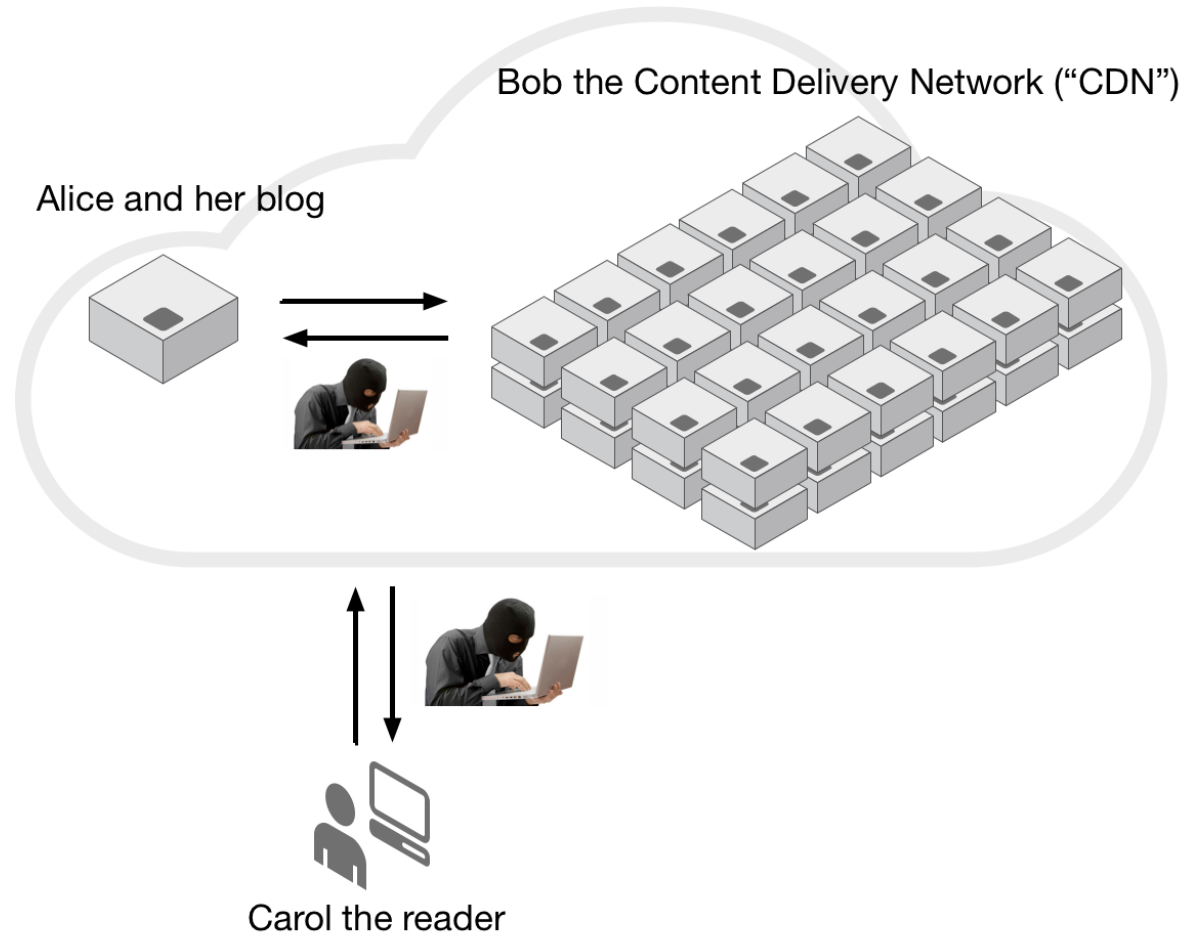 Bob the Content Delivery Network (“CDN”)
Alice and her blog
Carol the reader